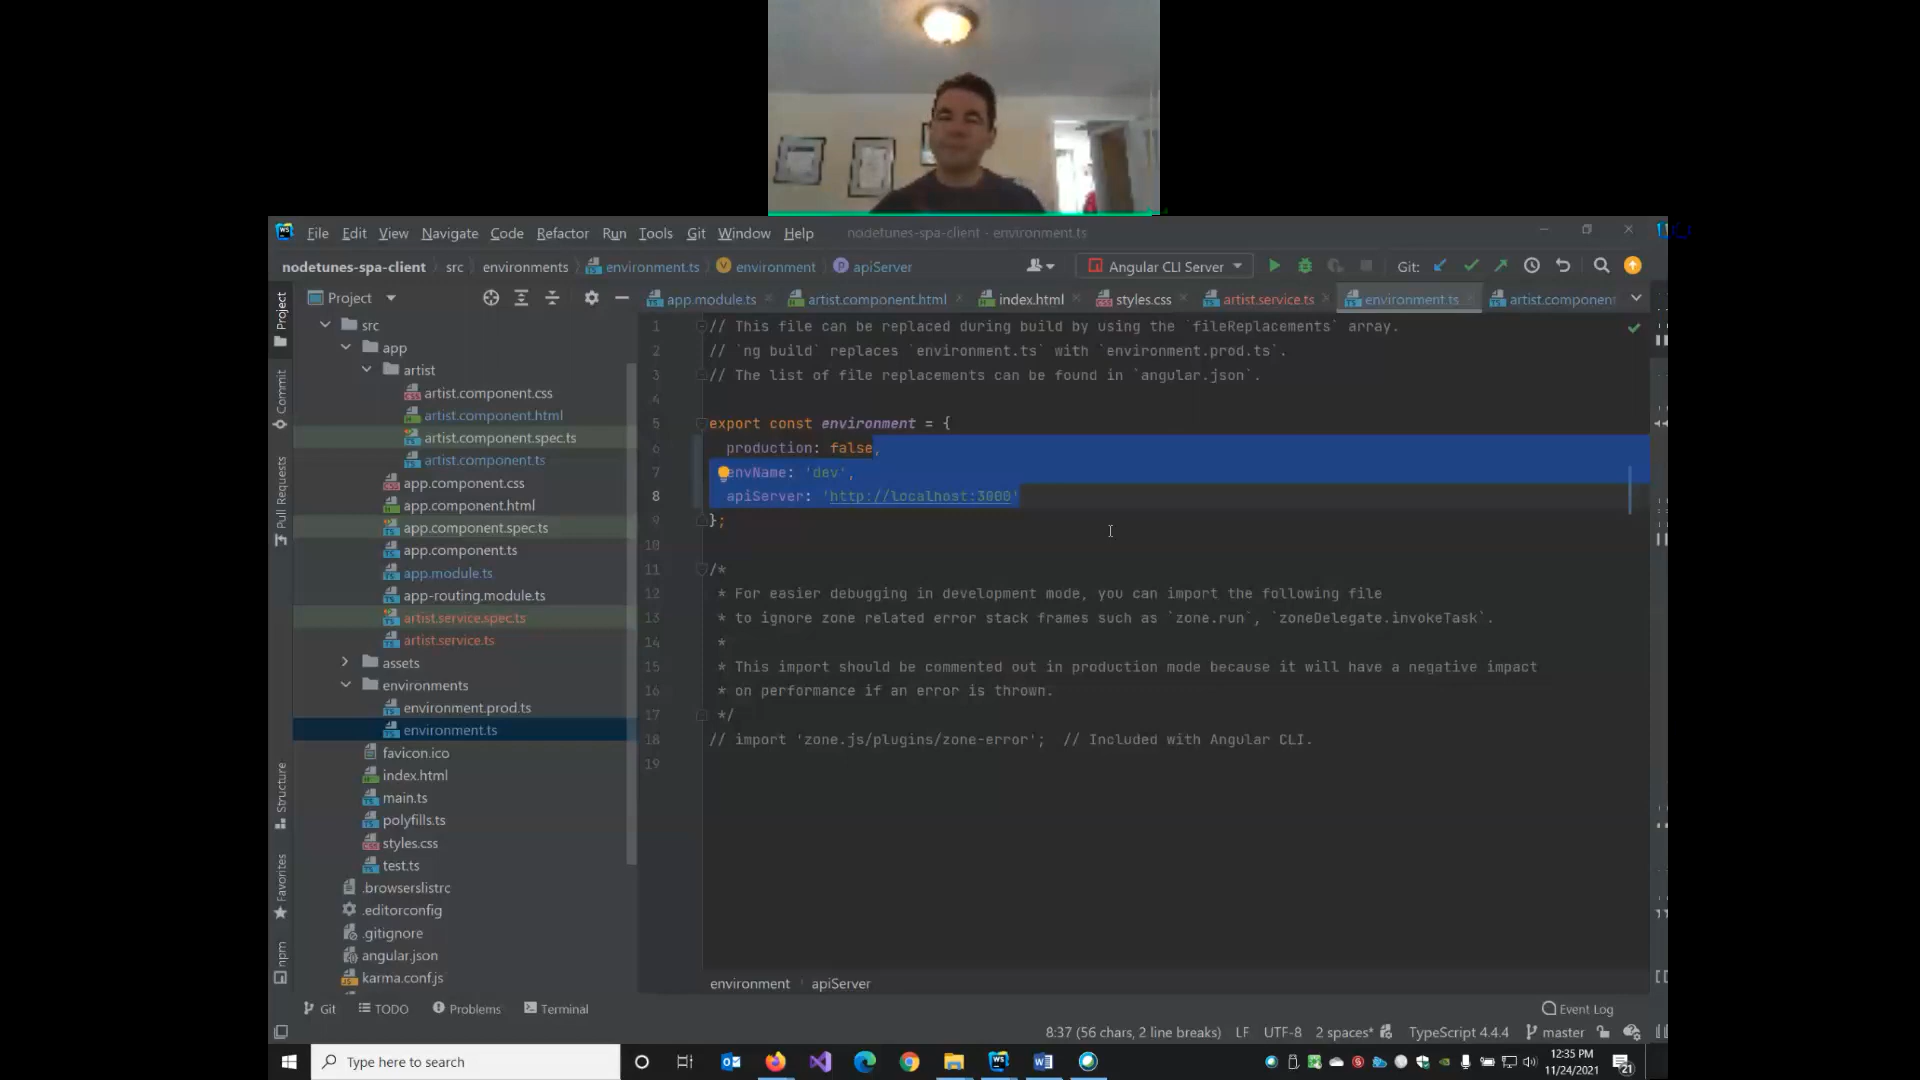 File Edit View Navigate Code Refactor Run Tools Git Window Help nodetunes-spa-client - environment.ts
nodetunes-spa-client src environments environment.ts environment apiServer Angular CLI Server Git:
Project
app.module.ts artist.component.html index.html styles.css artist.service.ts environment.ts artist.component
src
app
artist
artist.component.css
artist.component.html
artist.component.spec.ts
artist.component.ts
app.component.css
app.component.html
app.component.spec.ts
app.component.ts
app.module.ts
app-routing.module.ts
artist.service.spec.ts
artist.service.ts
assets
environments
environment.prod.ts
environment.ts
favicon.ico
index.html
main.ts
polyfills.ts
styles.css
test.ts
.browserslistrc
.editorconfig
.gitignore
angular.json
karma.conf.js
Project
Commit
Pull Requests
Structure
Favorites
npm
1 // This file can be replaced during build by using the `fileReplacements` array.
2 // `ng build` replaces `environment.ts` with `environment.prod.ts`.
3 // The list of file replacements can be found in `angular.json`.
4
5 export const environment = {
6 production: false,
7 envName: 'dev',
8 apiServer: 'http://localhost:3000'
9 };
10
11 /*
12 * For easier debugging in development mode, you can import the following file
13 * to ignore zone related error stack frames such as `zone.run`, `zoneDelegate.invokeTask`.
14 *
15 * This import should be commented out in production mode because it will have a negative impact
16 * on performance if an error is thrown.
17 */
18 // import 'zone.js/plugins/zone-error';  // Included with Angular CLI.
19
environment apiServer
Git TODO Problems Terminal Event Log
8:37 (56 chars, 2 line breaks) LF UTF-8 2 spaces* TypeScript 4.4.4 master
Type here to search
12:35 PM
11/24/2021
21